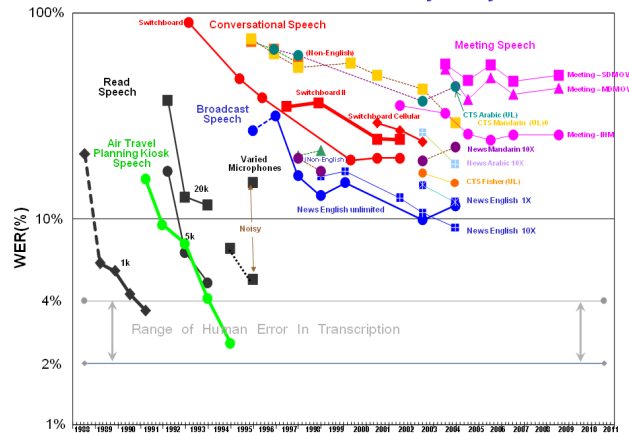 100%
10%
4%
2%
1%
WER(%)
Switchboard
Conversational Speech
(Non-English)
Meeting Speech
Meeting - SDM OV4
Meeting - MDM OV4
Meeting - IHM
Read
Speech
Switchboard II
Broadcast
Speech
Switchboard Cellular
CTS Arabic (UL)
CTS Mandarin (UL)0
Air Travel
Planning Kiosk
Speech
Varied
Microphones
(Non-English)
News Mandarin 10X
News Arabic 10X
CTS Fisher (UL)
20k
News English 1X
News English unlimited
Noisy
News English 10X
5k
1k
Range of Human Error In Transcription
1988 1989 1990 1991 1992 1993 1994 1995 1996 1997 1998 1999 2000 2001 2002 2003 2004 2005 2006 2007 2008 2009 2010 2011